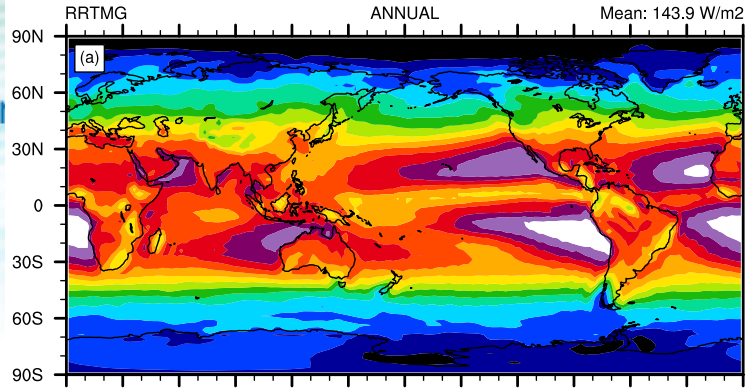 RRTMG ANNUAL Mean: 143.9 W/m2
90N
(a)
60N
30N
0
30S
60S
90S